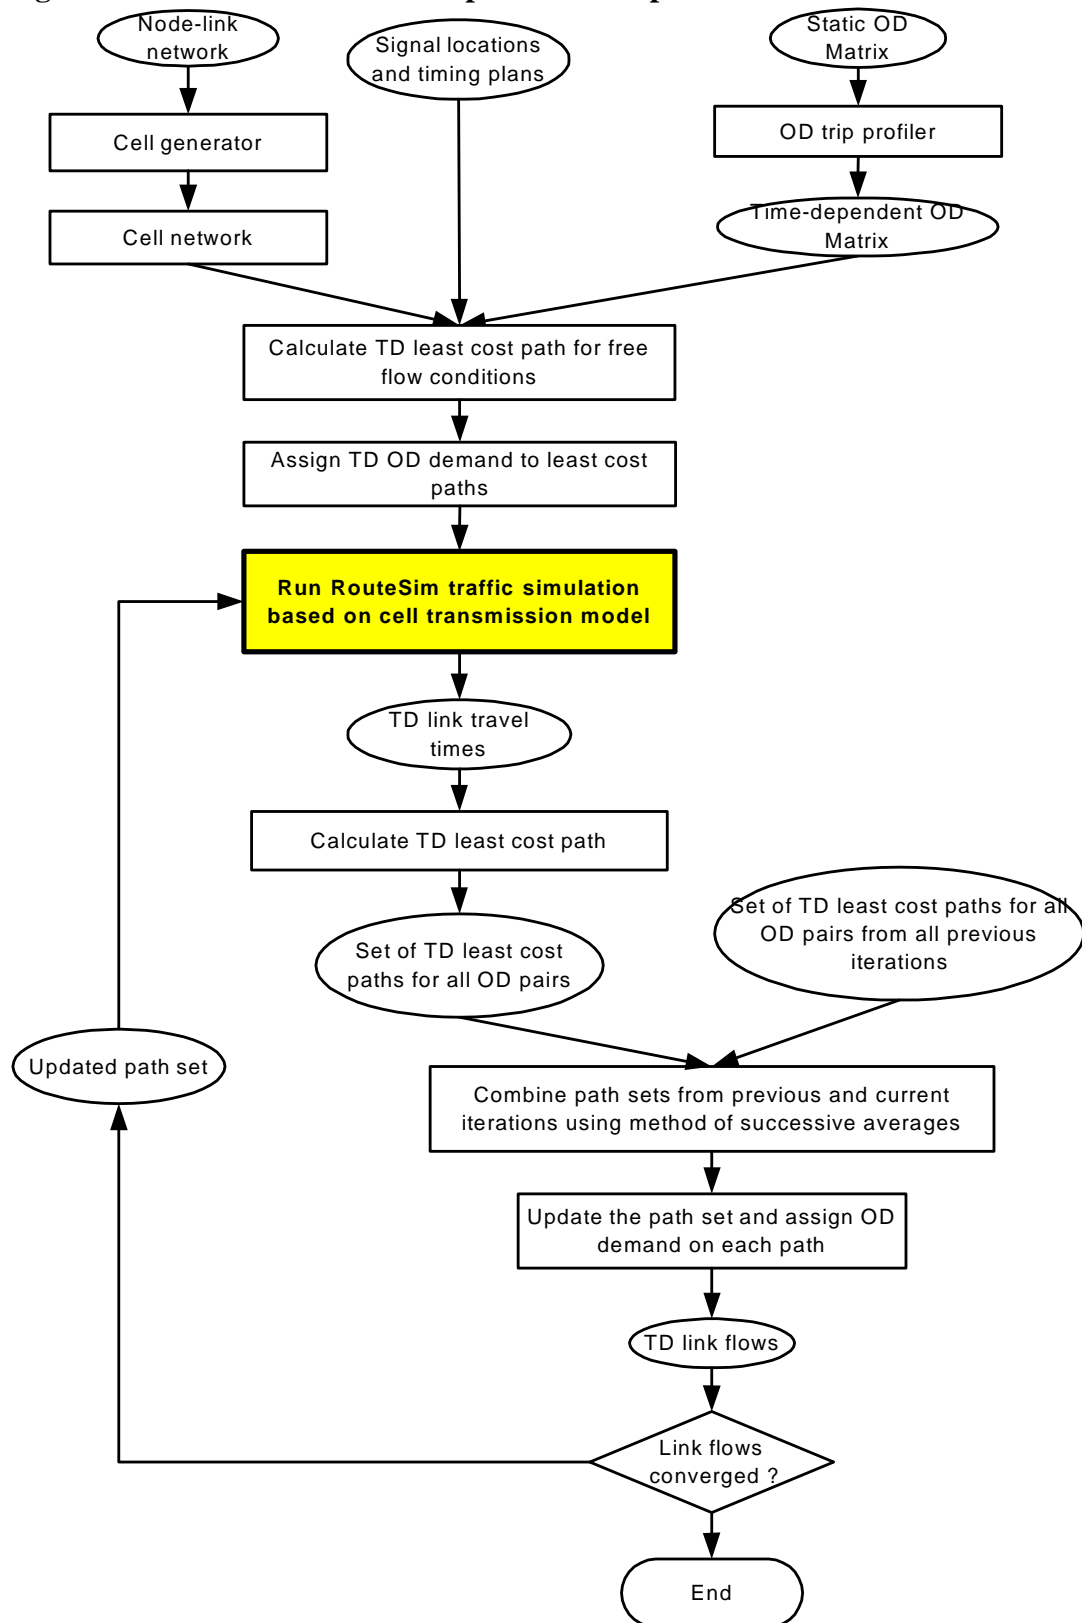 Node-link
network
Signal locations
and timing plans
Static OD
Matrix
Cell generator
OD trip profiler
Cell network
Time-dependent OD
Matrix
Calculate TD least cost path for free
flow conditions
Assign TD OD demand to least cost
paths
Run RouteSim traffic simulation
based on cell transmission model
TD link travel
times
Calculate TD least cost path
Set of TD least cost
paths for all OD pairs
Set of TD least cost paths for all
OD pairs from all previous
iterations
Updated path set
Combine path sets from previous and current
iterations using method of successive averages
Update the path set and assign OD
demand on each path
TD link flows
Link flows
converged ?
End